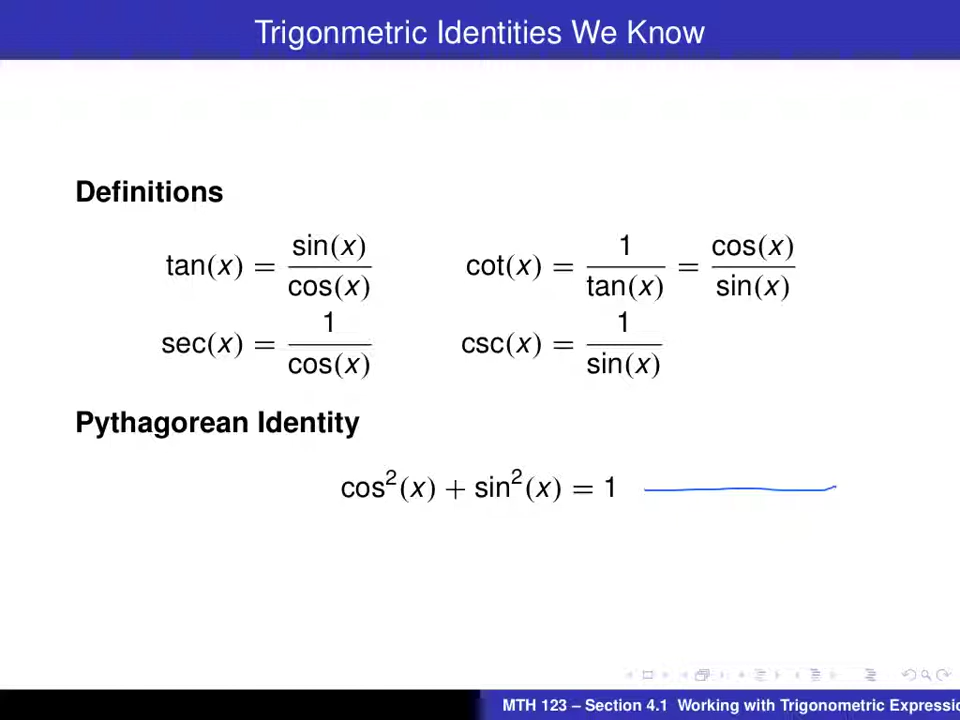 Trigonmetric Identities We Know
Definitions
tan(x) = sin(x)/cos(x) cot(x) = 1/tan(x) = cos(x)/sin(x)
sec(x) = 1/cos(x) csc(x) = 1/sin(x)
Pythagorean Identity
cos²(x) + sin²(x) = 1
MTH 123 – Section 4.1 Working with Trigonometric Expressio